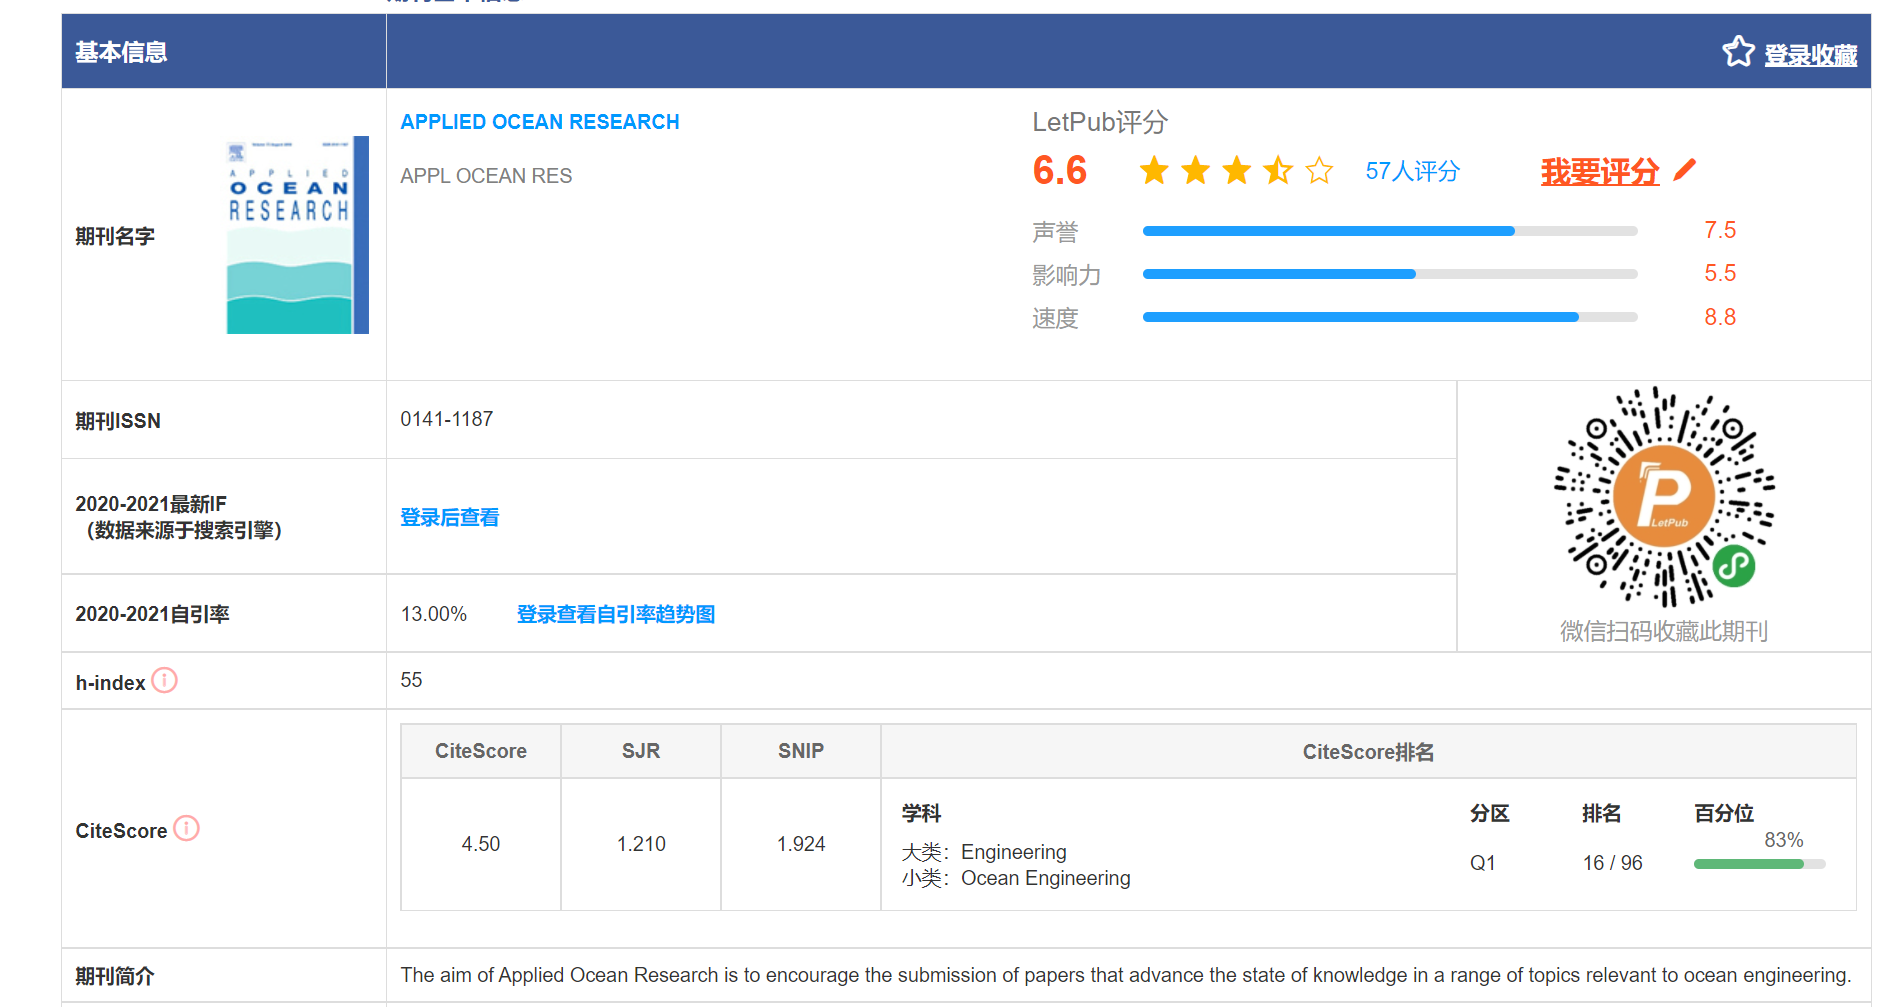 基本信息
登录收藏
期刊名字
APPLIED
OCEAN
RESEARCH
APPLIED OCEAN RESEARCH
APPL OCEAN RES
LetPub评分
6.6
57人评分
我要评分
声誉
7.5
影响力
5.5
速度
8.8
期刊ISSN
0141-1187
2020-2021最新IF
（数据来源于搜索引擎）
登录后查看
2020-2021自引率
13.00%
登录查看自引率趋势图
P
LetPub
微信扫码收藏此期刊
h-index
55
CiteScore
CiteScore
SJR
SNIP
CiteScore排名
4.50
1.210
1.924
学科
分区
排名
百分位
大类：Engineering
小类：Ocean Engineering
Q1
16 / 96
83%
期刊简介
The aim of Applied Ocean Research is to encourage the submission of papers that advance the state of knowledge in a range of topics relevant to ocean engineering.